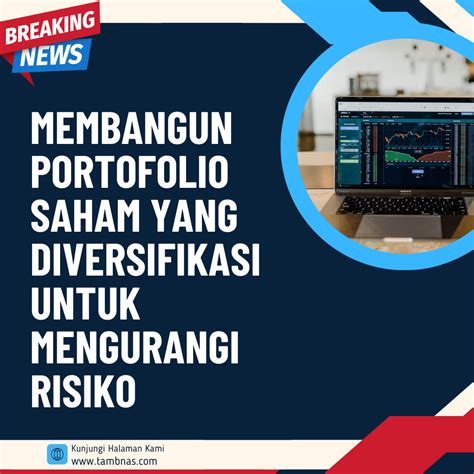 BREAKING
NEWS
MEMBANGUN
PORTOFOLIO
SAHAM YANG
DIVERSIFIKASI
UNTUK
MENGURANGI
RISIKO
Kunjungi Halaman Kami
www.tambnas.com